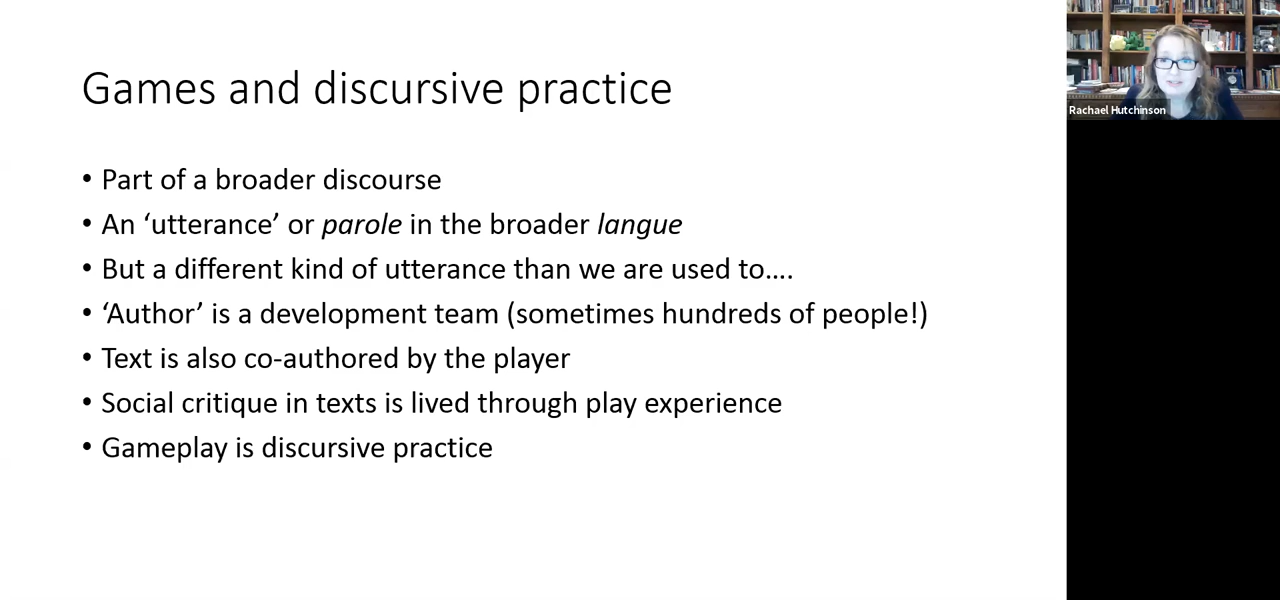 Games and discursive practice
• Part of a broader discourse
• An ‘utterance’ or parole in the broader langue
• But a different kind of utterance than we are used to....
• ‘Author’ is a development team (sometimes hundreds of people!)
• Text is also co-authored by the player
• Social critique in texts is lived through play experience
• Gameplay is discursive practice
Rachael Hutchinson